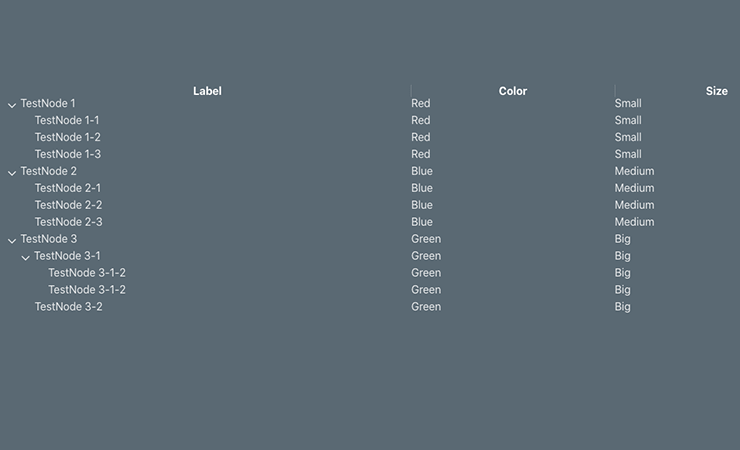 Label Color Size
TestNode 1 Red Small
TestNode 1-1 Red Small
TestNode 1-2 Red Small
TestNode 1-3 Red Small
TestNode 2 Blue Medium
TestNode 2-1 Blue Medium
TestNode 2-2 Blue Medium
TestNode 2-3 Blue Medium
TestNode 3 Green Big
TestNode 3-1 Green Big
TestNode 3-1-2 Green Big
TestNode 3-1-2 Green Big
TestNode 3-2 Green Big